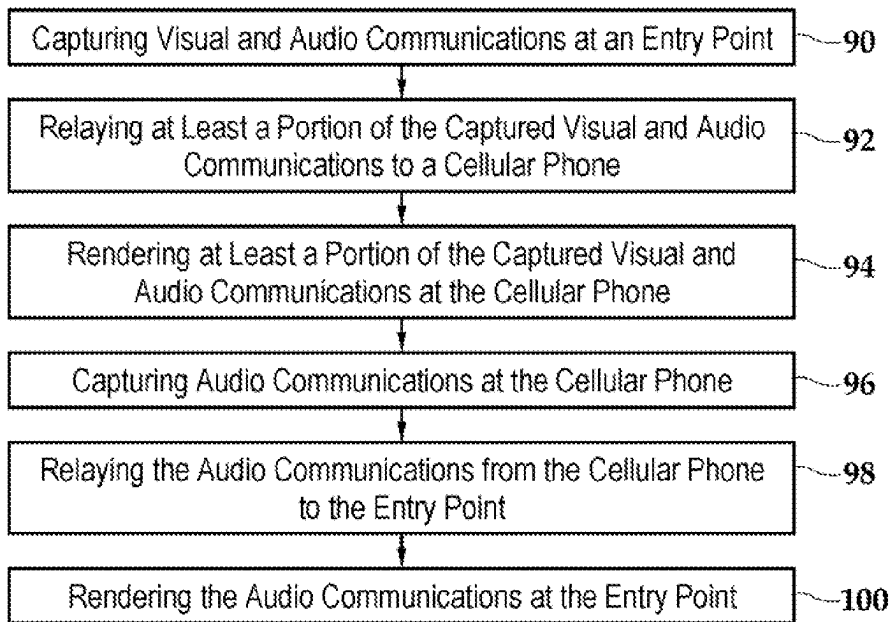 Capturing Visual and Audio Communications at an Entry Point 90
Relaying at Least a Portion of the Captured Visual and Audio
Communications to a Cellular Phone 92
Rendering at Least a Portion of the Captured Visual and
Audio Communications at the Cellular Phone 94
Capturing Audio Communications at the Cellular Phone 96
Relaying the Audio Communications from the Cellular Phone
to the Entry Point 98
Rendering the Audio Communications at the Entry Point 100